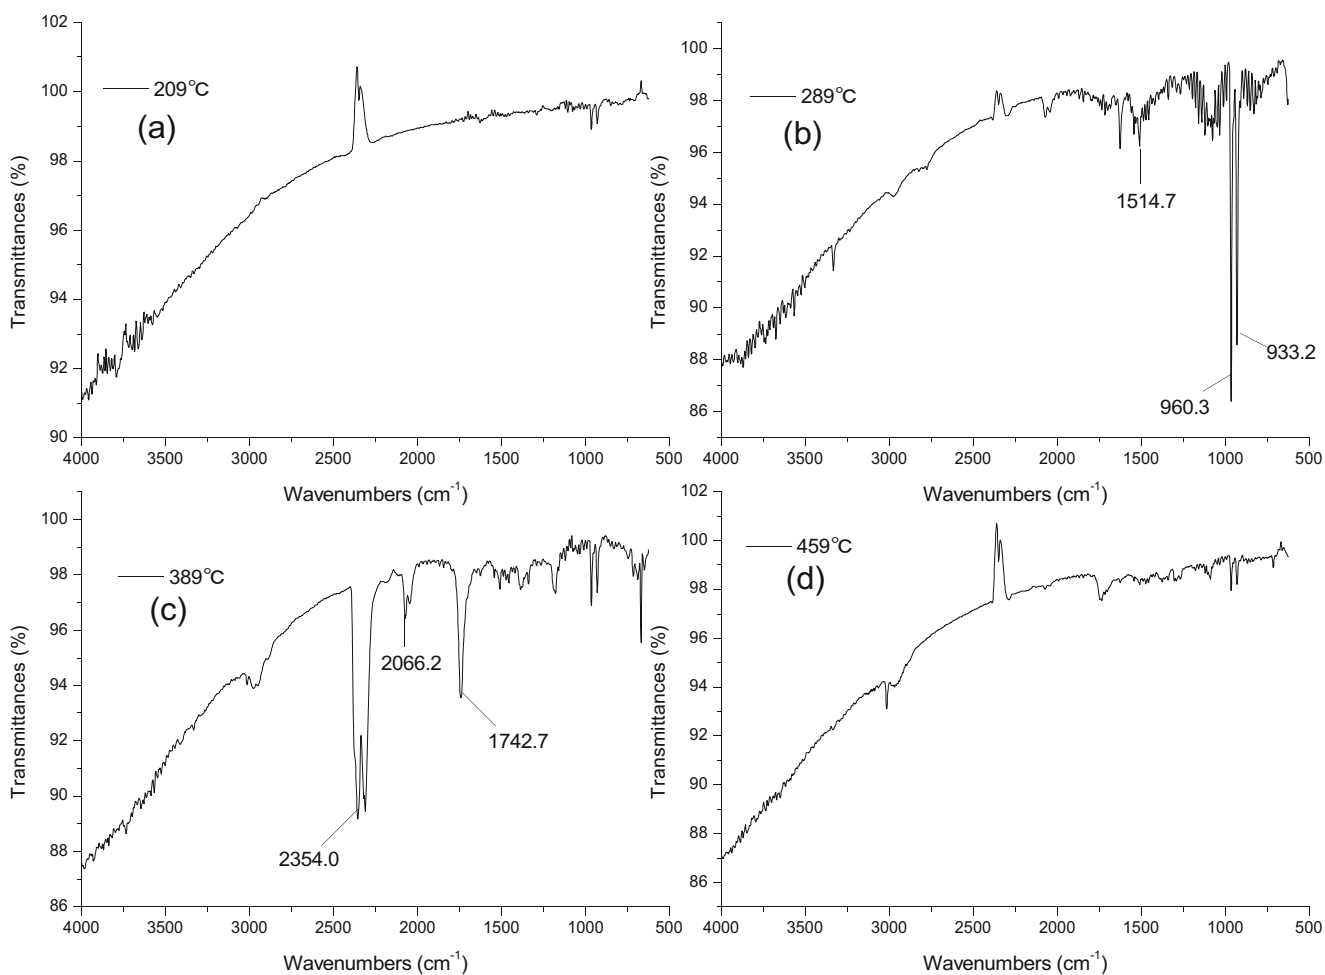 102
100
98
96
94
92
90
Transmittances (%)
209°C
(a)
4000 3500 3000 2500 2000 1500 1000 500
Wavenumbers (cm-1)
100
98
96
94
92
90
88
86
Transmittances (%)
289°C
(b)
1514.7
933.2
960.3
4000 3500 3000 2500 2000 1500 1000 500
Wavenumbers (cm-1)
100
98
96
94
92
90
88
86
Transmittances (%)
389°C
(c)
2066.2
1742.7
2354.0
4000 3500 3000 2500 2000 1500 1000 500
Wavenumbers (cm-1)
102
100
98
96
94
92
90
88
86
Transmittances (%)
459°C
(d)
4000 3500 3000 2500 2000 1500 1000 500
Wavenumbers (cm-1)